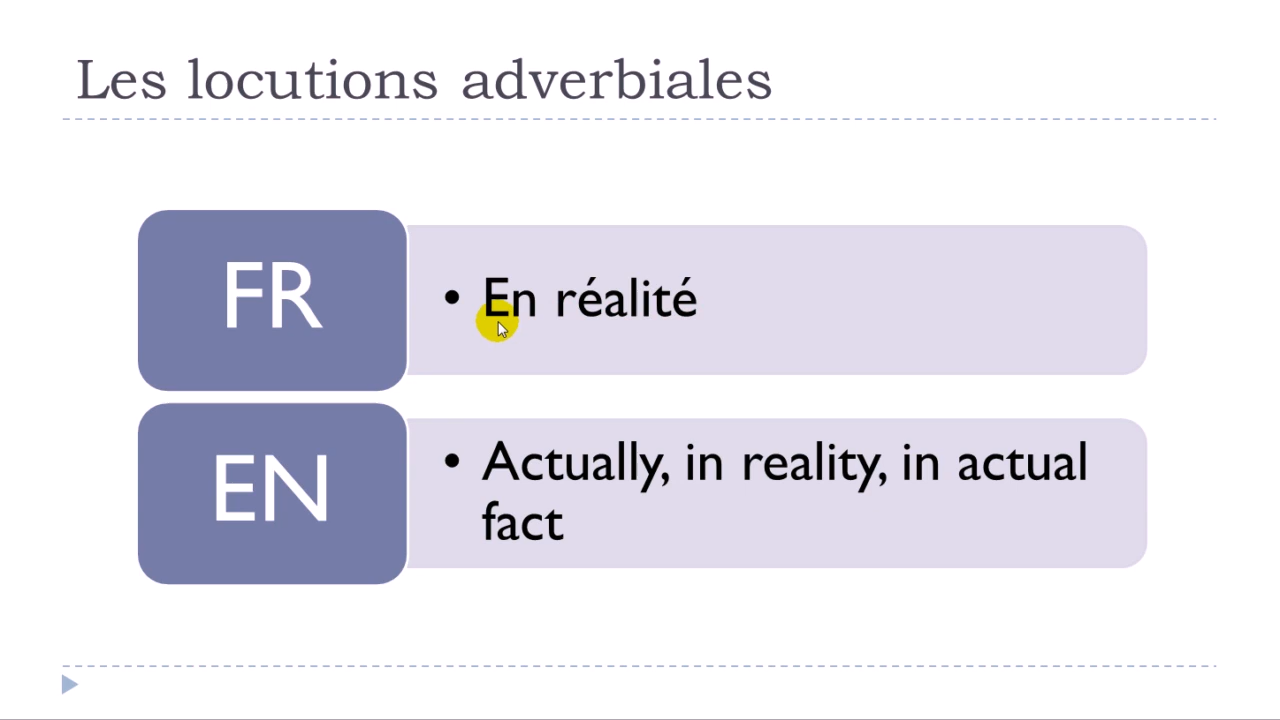 Les locutions adverbiales
FR
• En réalité
EN
• Actually, in reality, in actual
fact